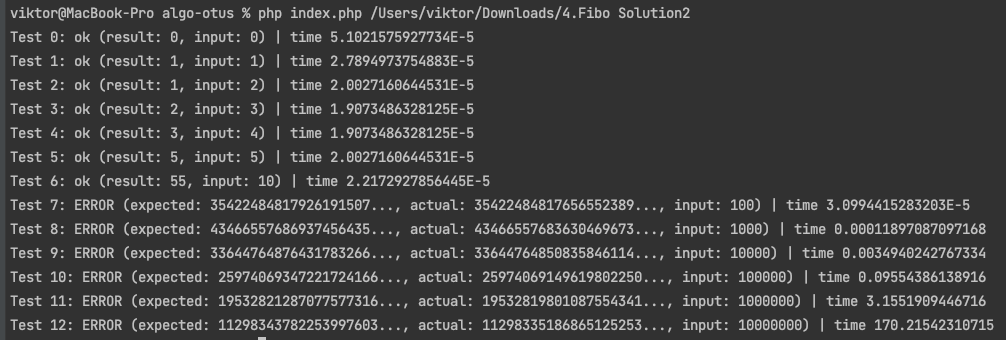 viktor@MacBook-Pro algo-otus % php index.php /Users/viktor/Downloads/4.Fibo Solution2
Test 0: ok (result: 0, input: 0) | time 5.1021575927734E-5
Test 1: ok (result: 1, input: 1) | time 2.7894973754883E-5
Test 2: ok (result: 1, input: 2) | time 2.0027160644531E-5
Test 3: ok (result: 2, input: 3) | time 1.9073486328125E-5
Test 4: ok (result: 3, input: 4) | time 1.9073486328125E-5
Test 5: ok (result: 5, input: 5) | time 2.0027160644531E-5
Test 6: ok (result: 55, input: 10) | time 2.2172927856445E-5
Test 7: ERROR (expected: 35422484817926191507..., actual: 35422484817656552389..., input: 100) | time 3.0994415283203E-5
Test 8: ERROR (expected: 43466557686937456435..., actual: 43466557683630469673..., input: 1000) | time 0.00011897087097168
Test 9: ERROR (expected: 33644764876431783266..., actual: 33644764850835846114..., input: 10000) | time 0.0034940242767334
Test 10: ERROR (expected: 25974069347221724166..., actual: 25974069149619802250..., input: 100000) | time 0.09554386138916
Test 11: ERROR (expected: 19532821287077577316..., actual: 19532819801087554341..., input: 1000000) | time 3.1551909446716
Test 12: ERROR (expected: 11298343782253997603..., actual: 11298335186865125253..., input: 10000000) | time 170.21542310715